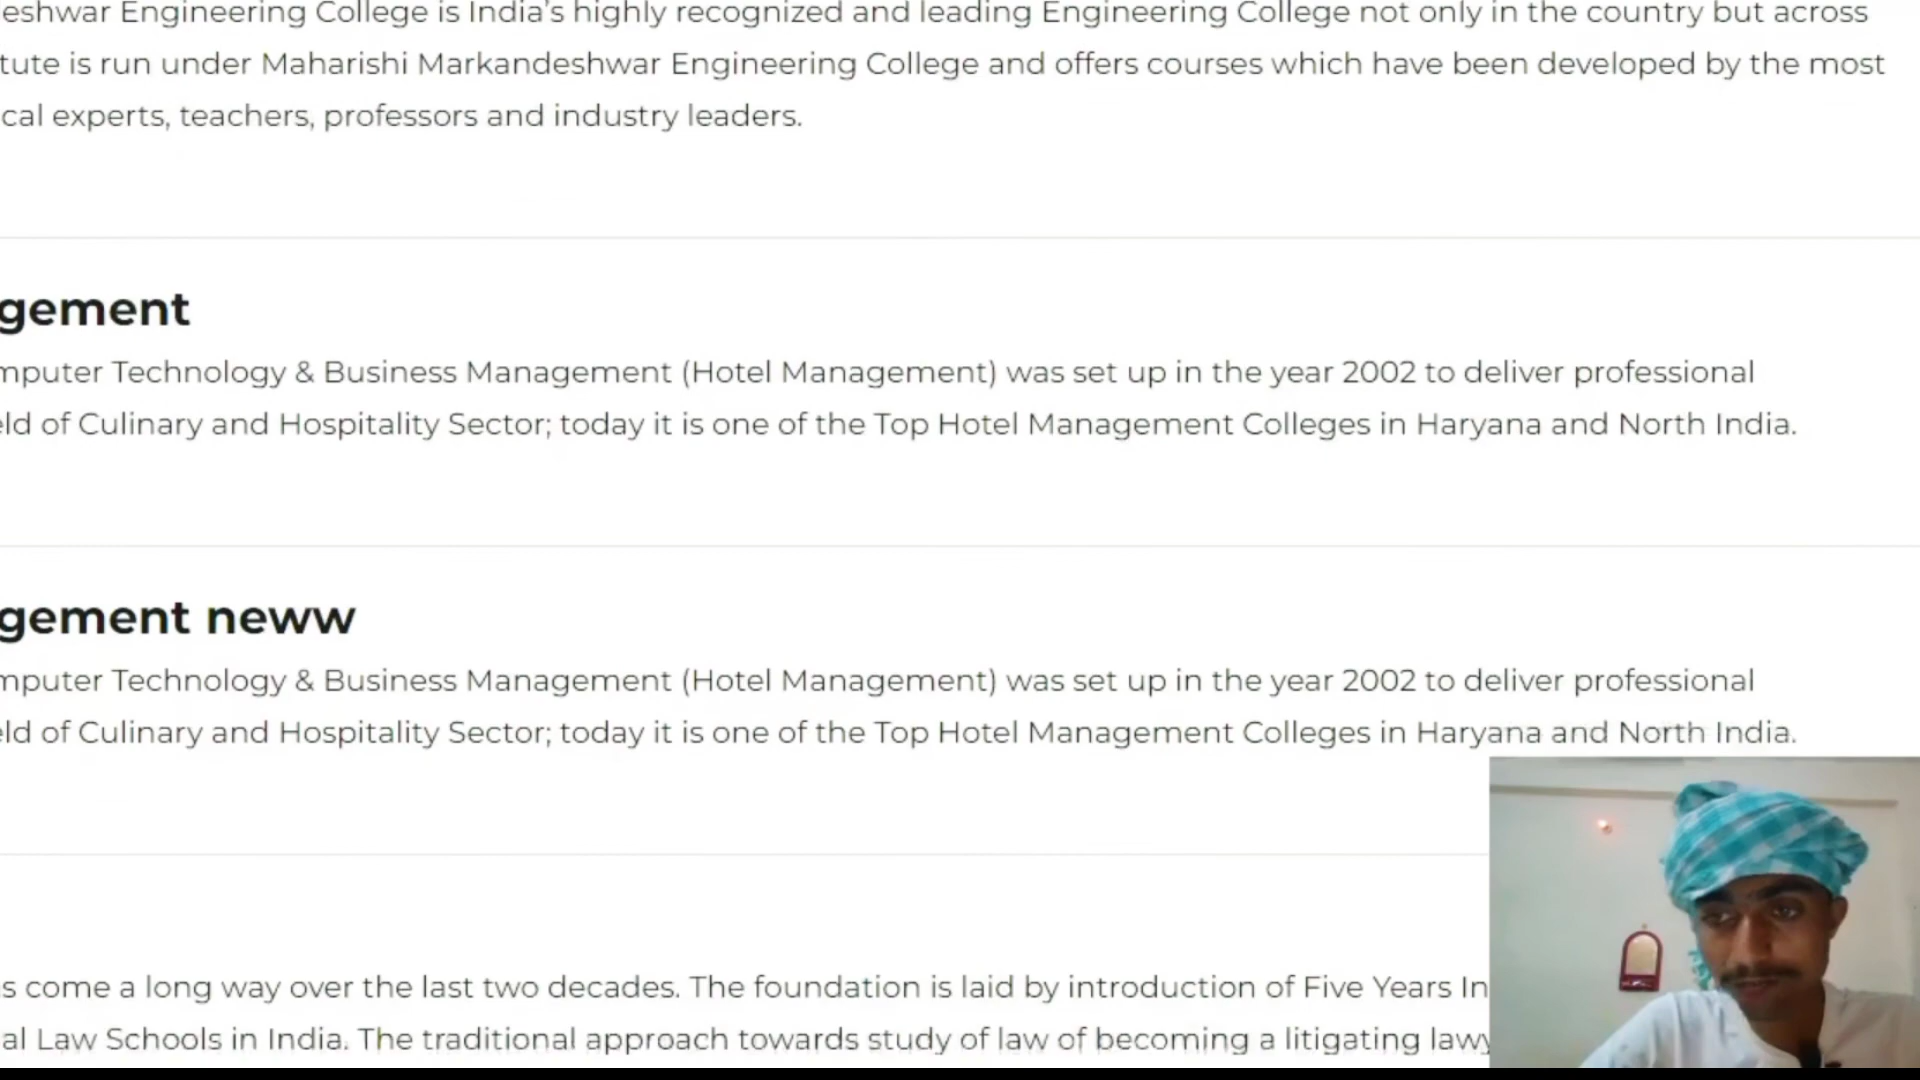 eshwar Engineering College is India's highly recognized and leading Engineering College not only in the country but across
tute is run under Maharishi Markandeshwar Engineering College and offers courses which have been developed by the most
cal experts, teachers, professors and industry leaders.
gement
mputer Technology & Business Management (Hotel Management) was set up in the year 2002 to deliver professional
eld of Culinary and Hospitality Sector; today it is one of the Top Hotel Management Colleges in Haryana and North India.
gement neww
mputer Technology & Business Management (Hotel Management) was set up in the year 2002 to deliver professional
eld of Culinary and Hospitality Sector; today it is one of the Top Hotel Management Colleges in Haryana and North India.
s come a long way over the last two decades. The foundation is laid by introduction of Five Years In
al Law Schools in India. The traditional approach towards study of law of becoming a litigating lawy